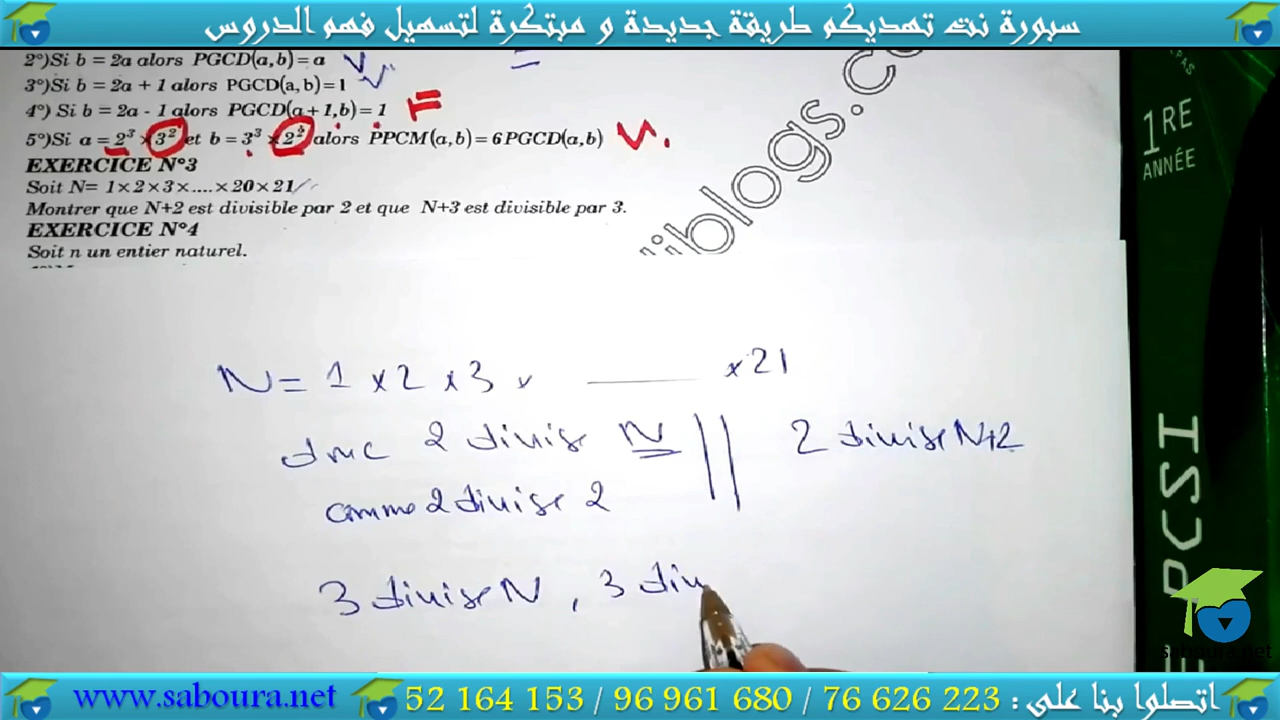 سبورة نت تهديكم طريقة جديدة و مبتكرة لتسهيل فهم الدروس
2°)Si b = 2a alors PGCD(a,b)=a V
3°)Si b = 2a + 1 alors PGCD(a,b)=1 V
4°) Si b = 2a - 1 alors PGCD(a+1,b)=1 F
5°)Si a = 2³ × 3² et b = 3³ × 2² alors PPCM(a,b)=6PGCD(a,b) V.
EXERCICE N°3
Soit N= 1×2×3×....×20×21
Montrer que N+2 est divisible par 2 et que N+3 est divisible par 3.
EXERCICE N°4
Soit n un entier naturel.
N = 1 × 2 × 3 × ——— × 21
donc 2 divise N || 2 divise N+2
comme 2 divise 2
3 divise N , 3 div
1RE
ANNÉE
www.saboura.net
52 164 153 / 96 961 680 / 76 626 223 : اتصلوا بنا على
saboura.net